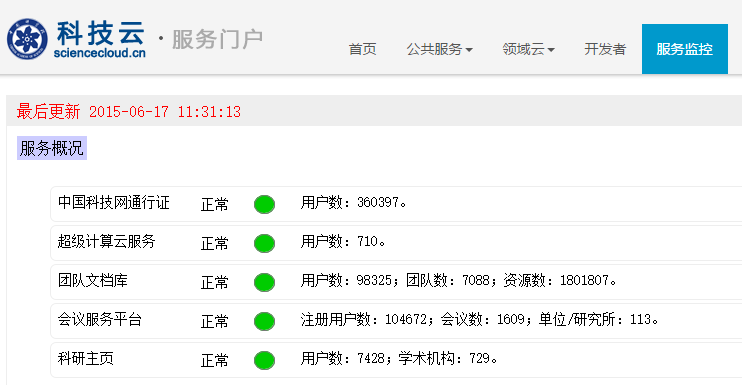 科技云
sciencecloud.cn
·服务门户
首页 公共服务 领域云 开发者 服务监控
最后更新 2015-06-17 11:31:13
服务概况
中国科技网通行证 正常 用户数：360397。
超级计算云服务 正常 用户数：710。
团队文档库 正常 用户数：98325；团队数：7088；资源数：1801807。
会议服务平台 正常 注册用户数：104672；会议数：1609；单位/研究所：113。
科研主页 正常 用户数：7428；学术机构：729。